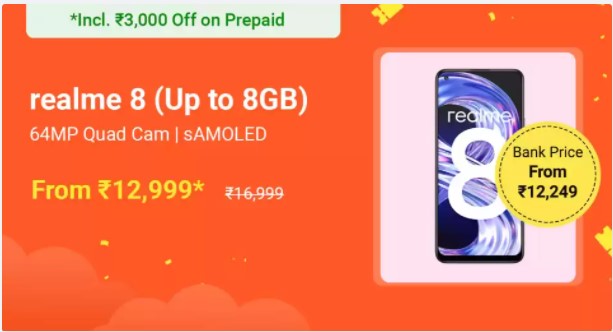 *Incl. ₹3,000 Off on Prepaid
realme 8 (Up to 8GB)
64MP Quad Cam | sAMOLED
From ₹12,999* ₹16,999
realme
8
Bank Price
From
₹12,249